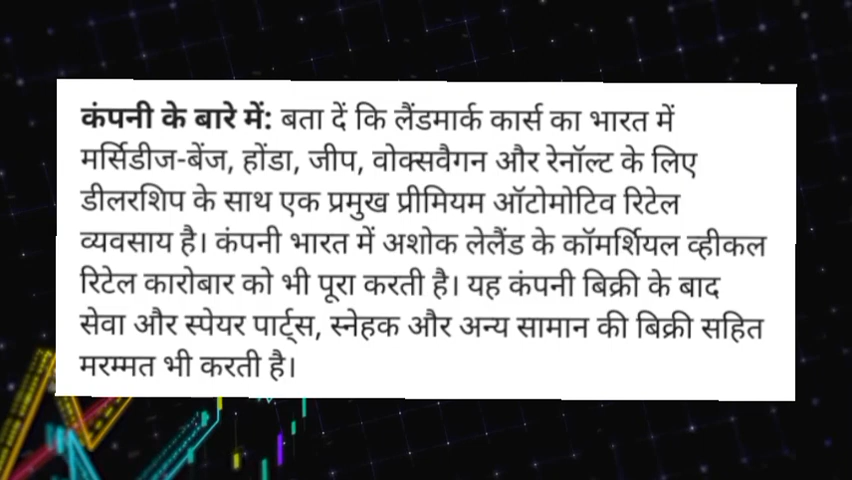 कंपनी के बारे में: बता दें कि लैंडमार्क कार्स का भारत में
मर्सिडीज-बेंज, होंडा, जीप, वोक्सवैगन और रेनॉल्ट के लिए
डीलरशिप के साथ एक प्रमुख प्रीमियम ऑटोमोटिव रिटेल
व्यवसाय है। कंपनी भारत में अशोक लेलैंड के कॉमर्शियल व्हीकल
रिटेल कारोबार को भी पूरा करती है। यह कंपनी बिक्री के बाद
सेवा और स्पेयर पार्ट्स, स्नेहक और अन्य सामान की बिक्री सहित
मरम्मत भी करती है।